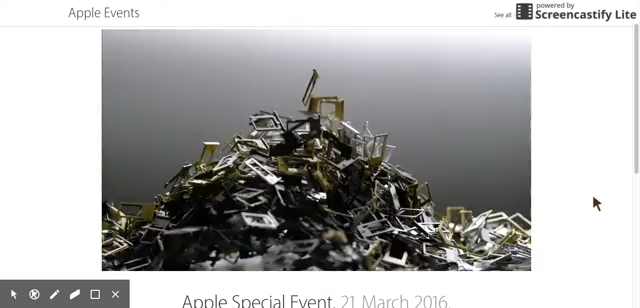 Apple Events
See all
powered by
Screencastify Lite
Apple Special Event. 21 March 2016.